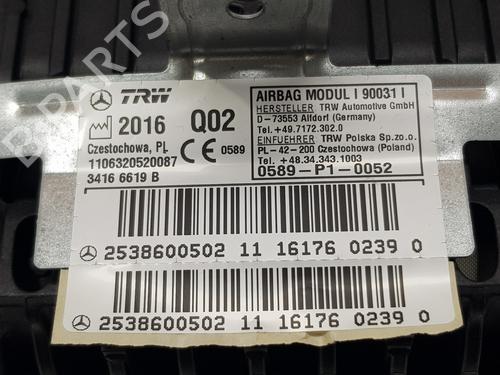 TRW
2016 Q02
Czestochowa, PL
1106320520087
3416 6619 B
CE 0589
AIRBAG MODUL I 90031 I
HERSTELLER TRW Automotive GmbH
D-73553 Alldorf (Germany)
Tel.+49.7172.302.0
EINFUEHRER TRW Polska Sp.zo.o.
PL-42-200 Czestochowa (Poland)
Tel.+48.34.343.1003
0589-P1-0052
2538600502 11 16176 0239 0
2538600502 11 16176 0239 0